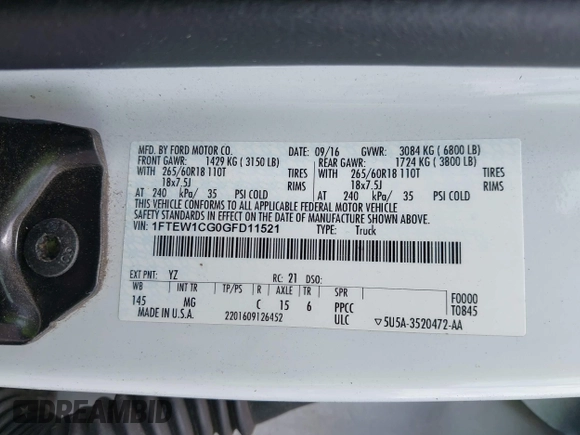 MFD. BY FORD MOTOR CO. 09/16 GVWR: 3084 KG ( 6800 LB)
FRONT GAWR: 1429 KG ( 3150 LB) REAR GAWR: 1724 KG ( 3800 LB)
WITH 265/60R18 110T TIRES WITH 265/60R18 110T TIRES
18x7.5J RIMS 18x7.5J RIMS
AT 240 kPa/ 35 PSI COLD AT 240 kPa/ 35 PSI COLD
THIS VEHICLE CONFORMS TO ALL APPLICABLE FEDERAL MOTOR VEHICLE
SAFETY STANDARDS IN EFFECT ON THE DATE OF MANUFACTURE SHOWN ABOVE.
VIN: 1FTEW1CG0GFD11521 TYPE: Truck
EXT PNT: YZ RC: 21 DSO:
WB INT TR TP/PS R AXLE TR SPR F0000
145 MG C 15 6 PPCC T0845
MADE IN U.S.A. 2201609126452 ULC ▽5U5A-3520472-AA
DREAMBID